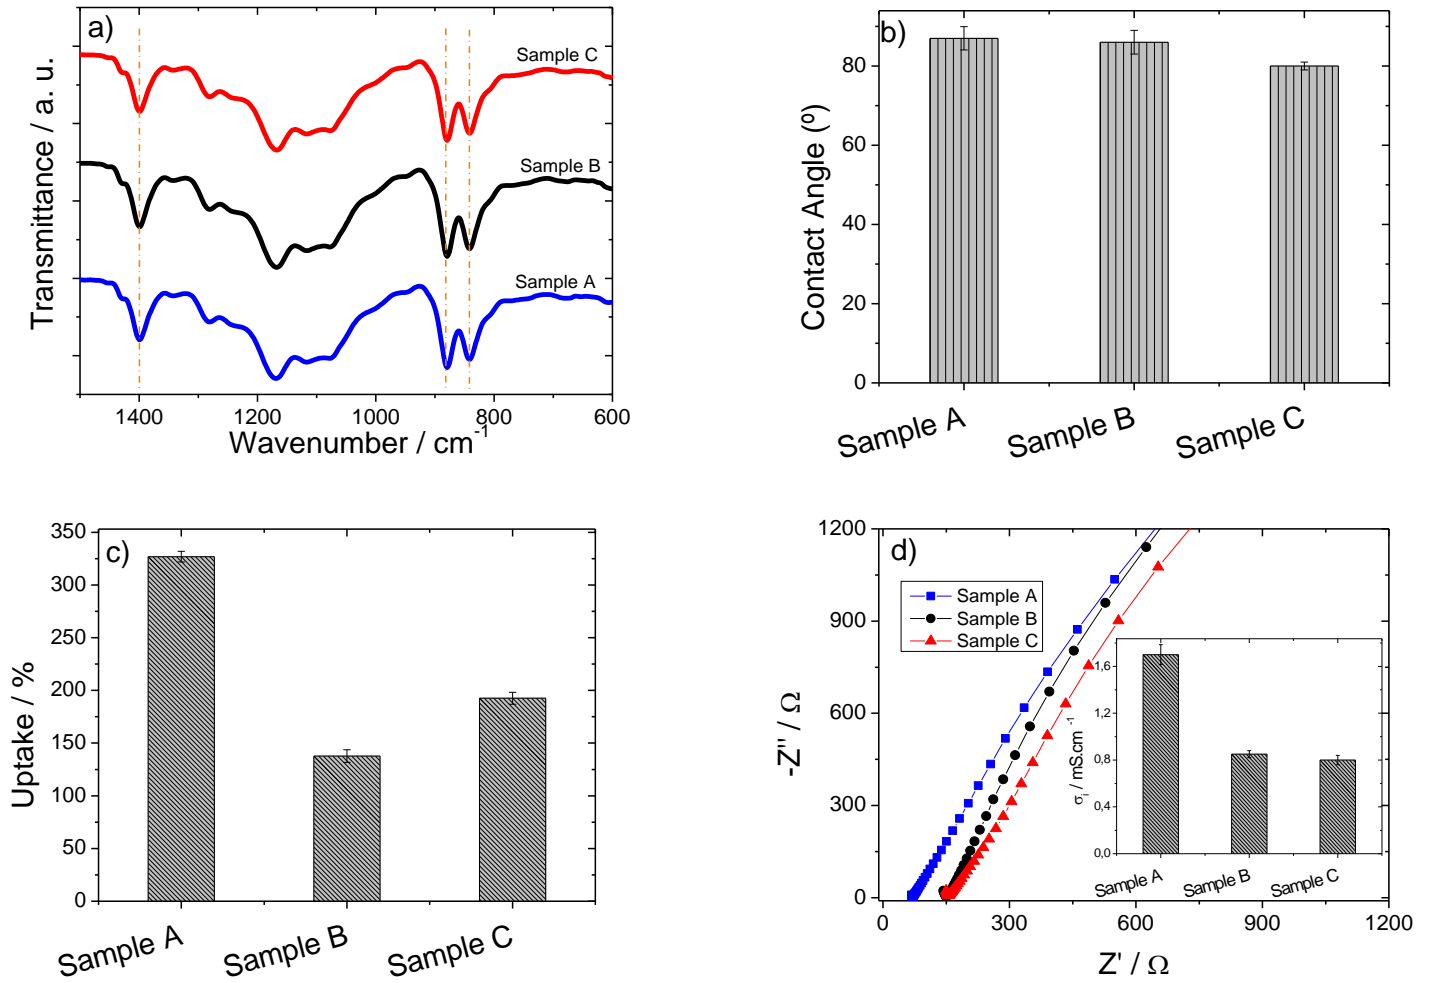 a)
Sample C
Sample B
Sample A
Transmittance / a. u.
1400 1200 1000 800 600
Wavenumber / cm-1
b)
80
60
40
20
0
Contact Angle (º)
Sample A Sample B Sample C
c)
350
300
250
200
150
100
50
0
Uptake / %
Sample A Sample B Sample C
d)
1200
900
600
300
0
-Z'' / Ω
Sample A
Sample B
Sample C
1,6
1,2
0,8
0,4
0,0
σi / mS.cm-1
Sample A Sample B Sample C
0 300 600 900 1200
Z' / Ω